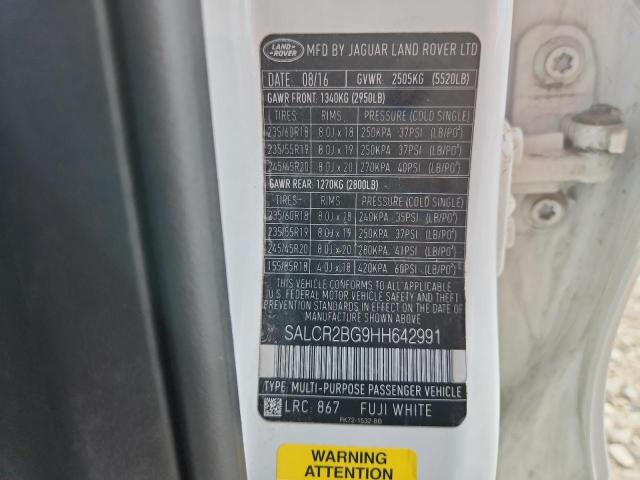 LAND ROVER MFD BY JAGUAR LAND ROVER LTD
DATE: 08/16 GVWR: 2505KG (5520LB)
GAWR FRONT: 1340KG (2950LB)
TIRES RIMS PRESSURE (COLD SINGLE)
235/60R18 8.0J x 18 250KPA 37PSI (LB/PO²)
235/55R19 8.0J x 19 250KPA 37PSI (LB/PO²)
245/45R20 8.0J x 20 270KPA 40PSI (LB/PO²)
GAWR REAR: 1270KG (2800LB)
TIRES RIMS PRESSURE (COLD SINGLE)
235/60R18 8.0J x 18 240KPA 35PSI (LB/PO²)
235/55R19 8.0J x 19 250KPA 37PSI (LB/PO²)
245/45R20 8.0J x 20 280KPA 41PSI (LB/PO²)
155/85R18 4.0J x 18 420KPA 60PSI (LB/PO²)
THIS VEHICLE CONFORMS TO ALL APPLICABLE
U.S. FEDERAL MOTOR VEHICLE SAFETY AND THEFT
PREVENTION STANDARDS IN EFFECT ON THE DATE OF
MANUFACTURE
SALCR2BG9HH642991
TYPE: MULTI-PURPOSE PASSENGER VEHICLE
LRC: 867 FUJI WHITE
FK72-1532-BB
WARNING
ATTENTION